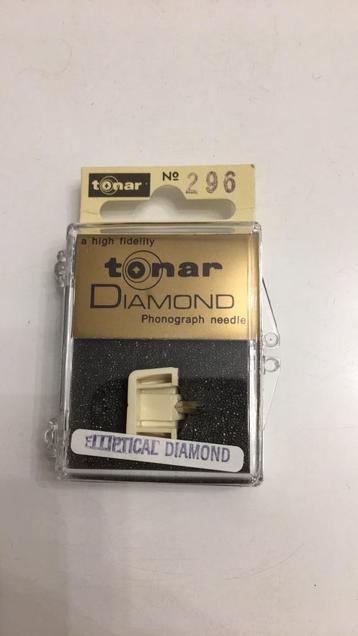 tonar Nº 296
a high fidelity
tonar
DIAMOND
Phonograph needle
ELLIPTICAL DIAMOND